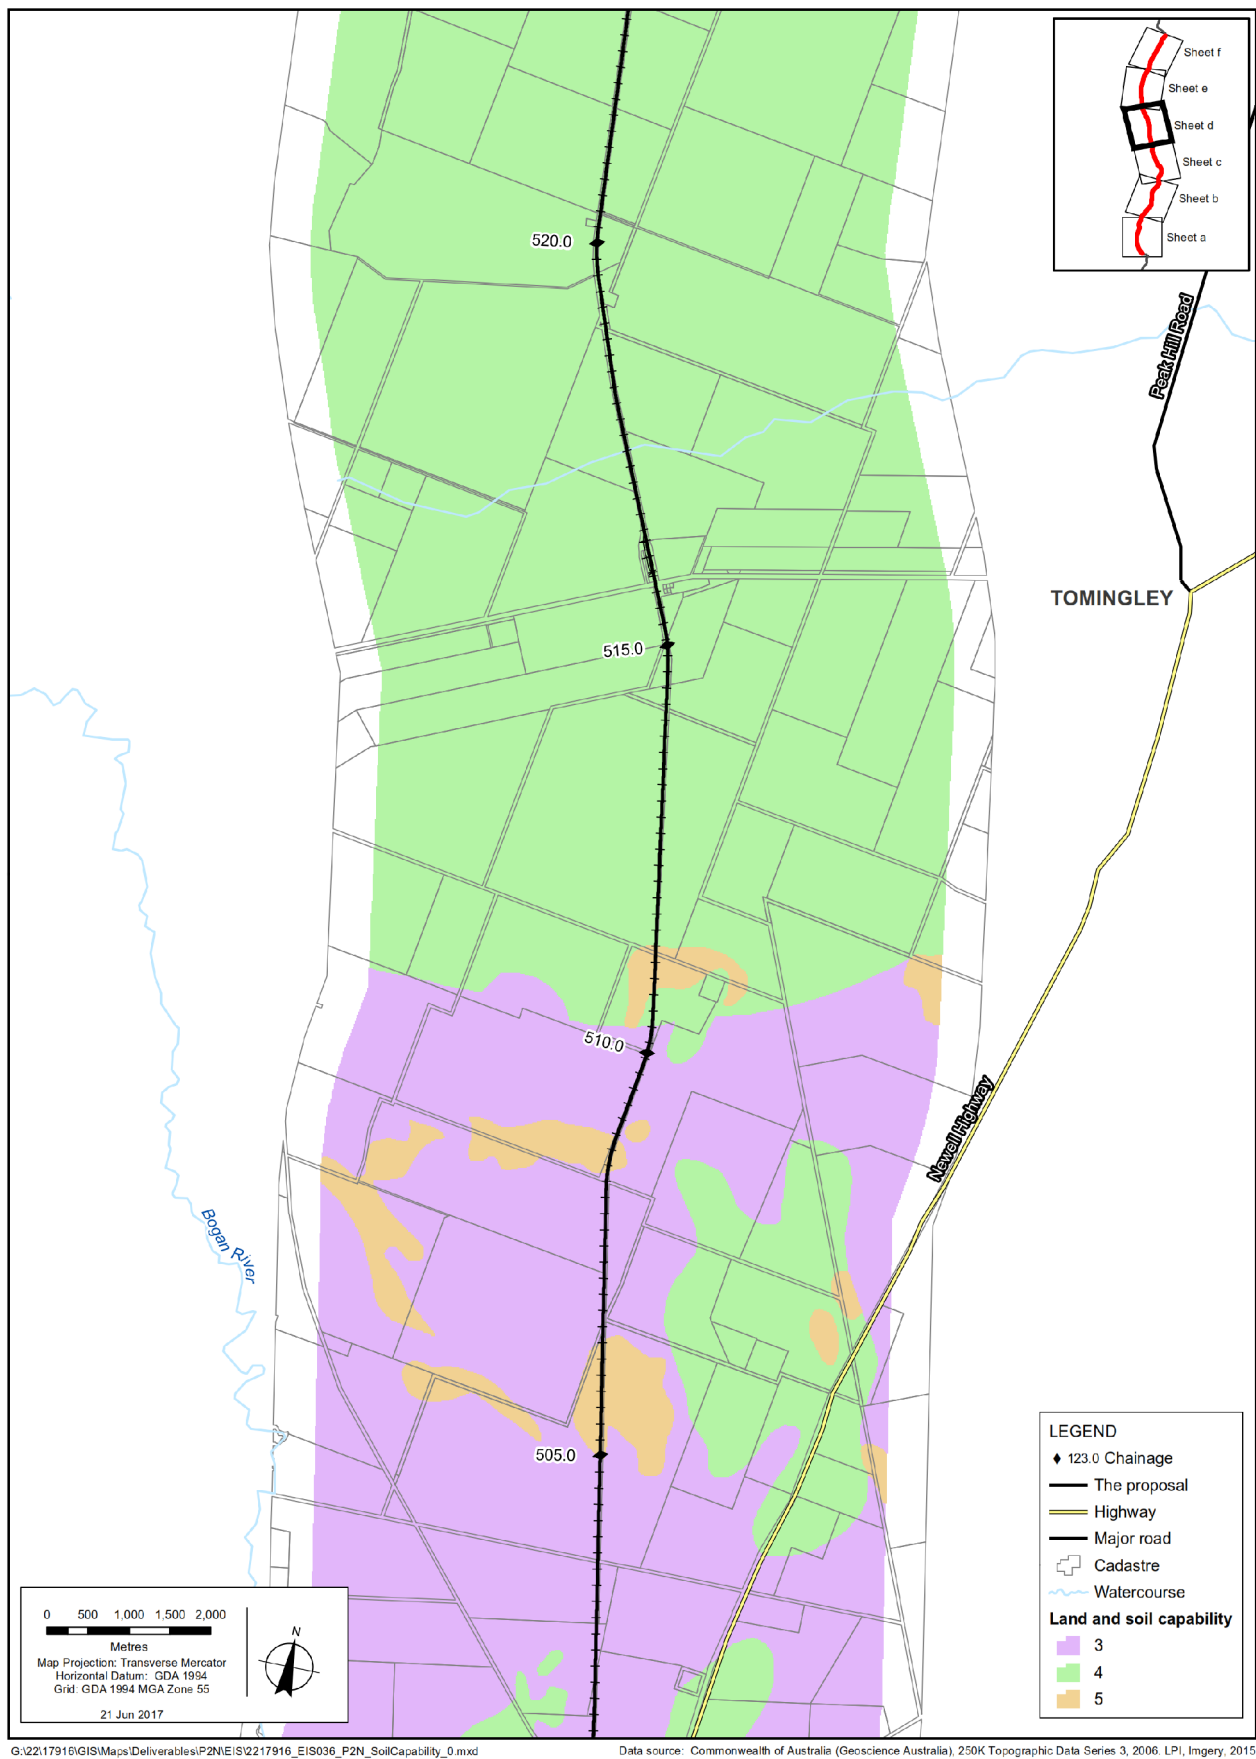 Sheet f
Sheet e
Sheet d
Sheet c
Sheet b
Sheet a
520.0
Peak Hill Road
TOMINGLEY
515.0
510.0
Newell Highway
Bogan River
505.0
LEGEND
123.0 Chainage
The proposal
Highway
Major road
Cadastre
Watercourse
Land and soil capability
3
4
5
0 500 1,000 1,500 2,000
Metres
Map Projection: Transverse Mercator
Horizontal Datum: GDA 1994
Grid: GDA 1994 MGA Zone 55
21 Jun 2017
N
G:\22\17916\GIS\Maps\Deliverables\P2N\EIS\2217916_EIS036_P2N_SoilCapability_0.mxd
Data source: Commonwealth of Australia (Geoscience Australia), 250K Topographic Data Series 3, 2006. LPI, Imgery, 2015